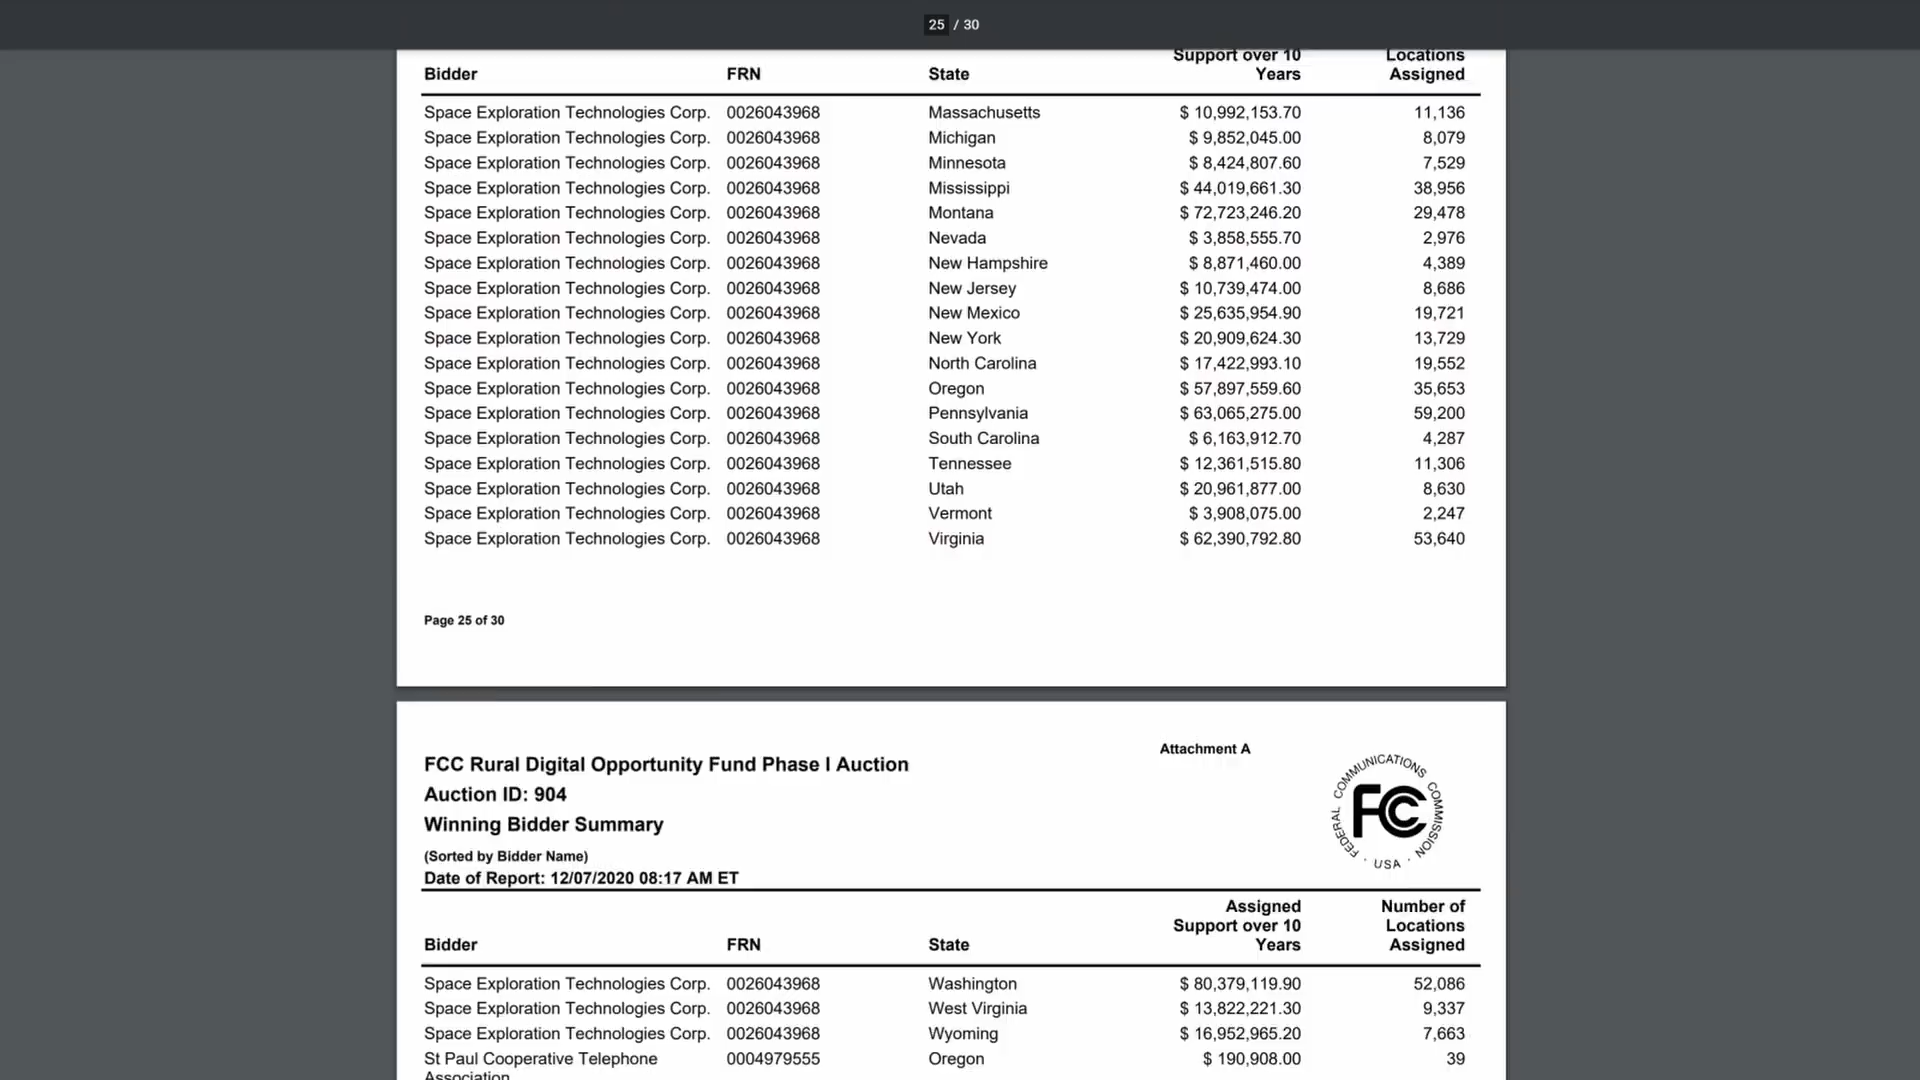 25 / 30
Support over 10 Locations
Bidder FRN State Years Assigned
Space Exploration Technologies Corp. 0026043968 Massachusetts $ 10,992,153.70 11,136
Space Exploration Technologies Corp. 0026043968 Michigan $ 9,852,045.00 8,079
Space Exploration Technologies Corp. 0026043968 Minnesota $ 8,424,807.60 7,529
Space Exploration Technologies Corp. 0026043968 Mississippi $ 44,019,661.30 38,956
Space Exploration Technologies Corp. 0026043968 Montana $ 72,723,246.20 29,478
Space Exploration Technologies Corp. 0026043968 Nevada $ 3,858,555.70 2,976
Space Exploration Technologies Corp. 0026043968 New Hampshire $ 8,871,460.00 4,389
Space Exploration Technologies Corp. 0026043968 New Jersey $ 10,739,474.00 8,686
Space Exploration Technologies Corp. 0026043968 New Mexico $ 25,635,954.90 19,721
Space Exploration Technologies Corp. 0026043968 New York $ 20,909,624.30 13,729
Space Exploration Technologies Corp. 0026043968 North Carolina $ 17,422,993.10 19,552
Space Exploration Technologies Corp. 0026043968 Oregon $ 57,897,559.60 35,653
Space Exploration Technologies Corp. 0026043968 Pennsylvania $ 63,065,275.00 59,200
Space Exploration Technologies Corp. 0026043968 South Carolina $ 6,163,912.70 4,287
Space Exploration Technologies Corp. 0026043968 Tennessee $ 12,361,515.80 11,306
Space Exploration Technologies Corp. 0026043968 Utah $ 20,961,877.00 8,630
Space Exploration Technologies Corp. 0026043968 Vermont $ 3,908,075.00 2,247
Space Exploration Technologies Corp. 0026043968 Virginia $ 62,390,792.80 53,640
Page 25 of 30
Attachment A
FCC Rural Digital Opportunity Fund Phase I Auction
Auction ID: 904
Winning Bidder Summary
(Sorted by Bidder Name)
Date of Report: 12/07/2020 08:17 AM ET
FEDERAL COMMUNICATIONS COMMISSION · USA ·
FCC
Assigned Number of
Support over 10 Locations
Bidder FRN State Years Assigned
Space Exploration Technologies Corp. 0026043968 Washington $ 80,379,119.90 52,086
Space Exploration Technologies Corp. 0026043968 West Virginia $ 13,822,221.30 9,337
Space Exploration Technologies Corp. 0026043968 Wyoming $ 16,952,965.20 7,663
St Paul Cooperative Telephone 0004979555 Oregon $ 190,908.00 39
Association